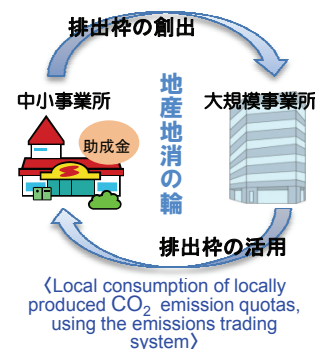 排出枠の創出
中小事業所
大規模事業所
助成金
地産地消の輪
排出枠の活用
〈Local consumption of locally
produced CO₂ emission quotas,
using the emissions trading
system〉